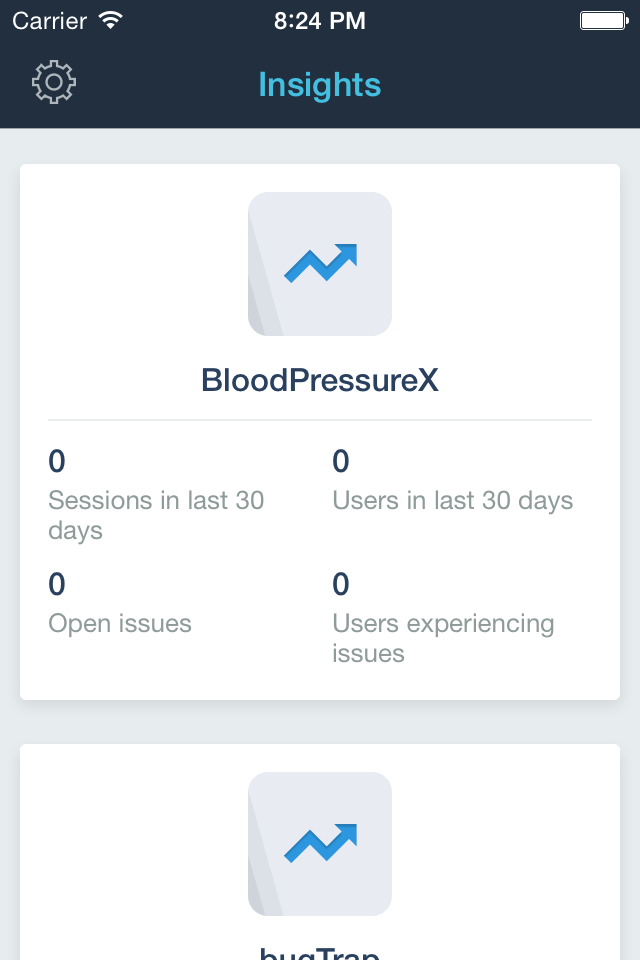 Carrier 8:24 PM
Insights
BloodPressureX
0
Sessions in last 30
days
0
Users in last 30 days
0
Open issues
0
Users experiencing
issues
bugTrap